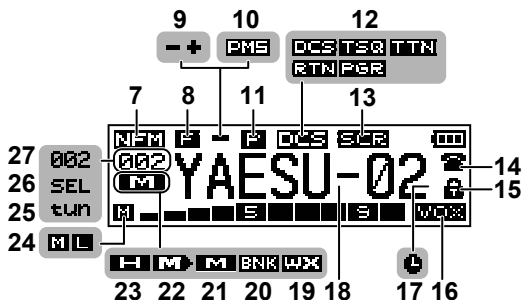 9 10 12
- + PMS DCS TSQ TTN
RTN PGR
7 8 11 13
NFM F - P DCS SCR
27 002 002 YAESU-02 14
26 SEL M 15
25 tun
24 M L M S 9 VOX
H M M BNK WX
23 22 21 20 19 18 17 16